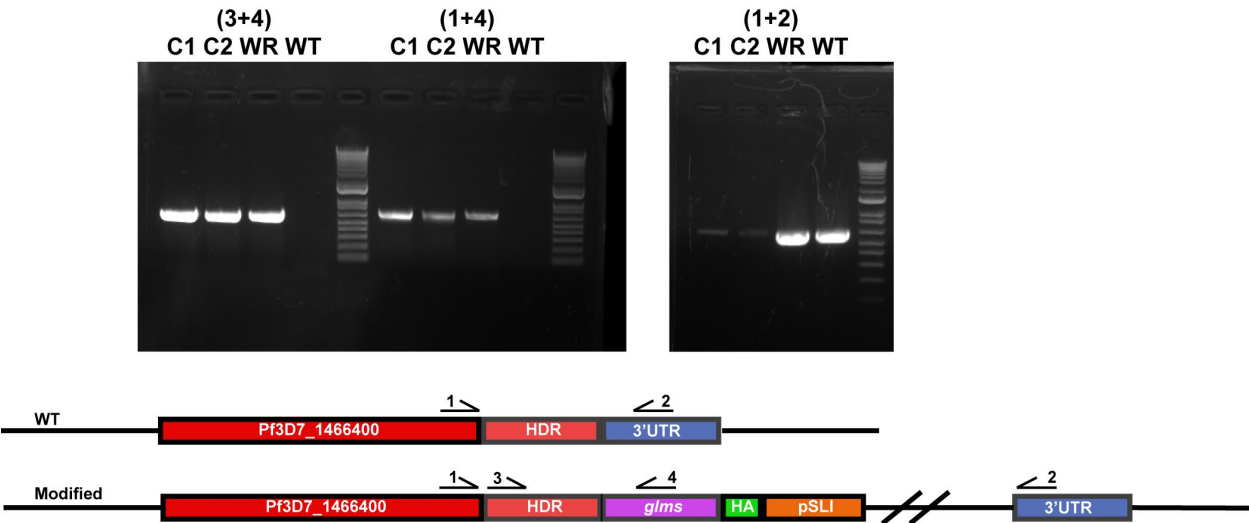 (3+4) (1+4) (1+2)
C1 C2 WR WT C1 C2 WR WT C1 C2 WR WT
1 2
WT Pf3D7_1466400 HDR 3'UTR
1 3 4 2
Modified Pf3D7_1466400 HDR glms HA pSLI 3'UTR